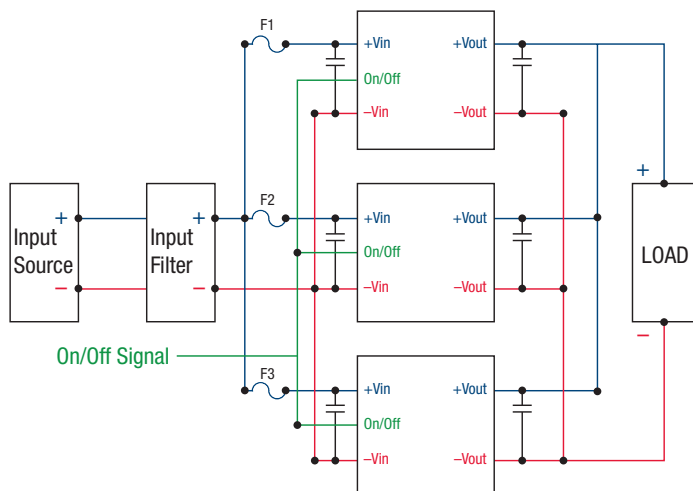 F1
+Vin
+Vout
On/Off
–Vin
–Vout
+
F2
+
+
+Vin
+Vout
Input
Source
Input
Filter
On/Off
LOAD
–
–
–Vin
–Vout
–
On/Off Signal
F3
+Vin
+Vout
On/Off
–Vin
–Vout